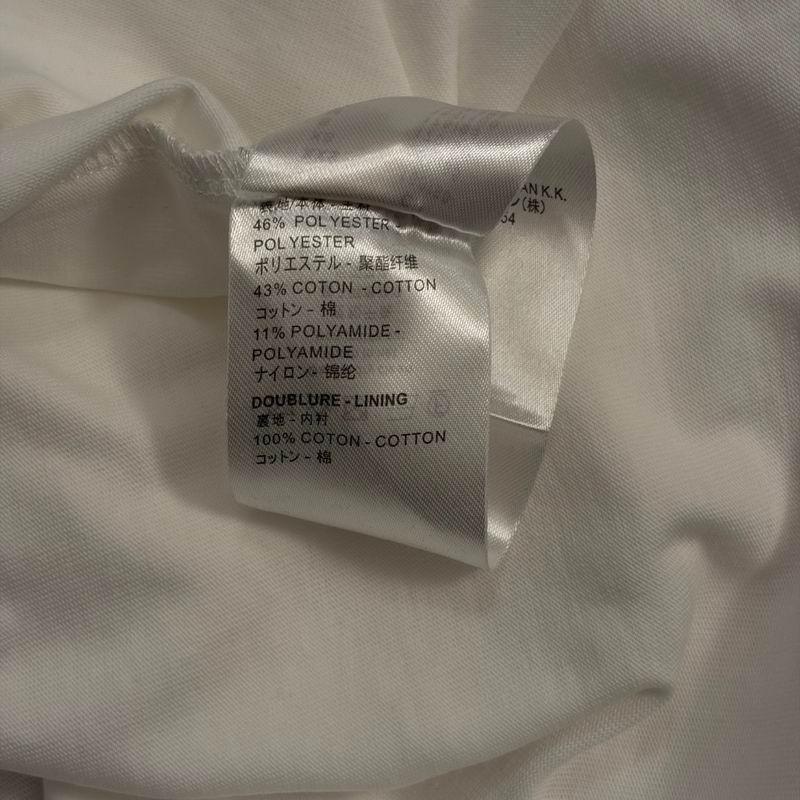 46% POLYESTER
POLYESTER
ポリエステル - 聚酯纤维
43% COTON - COTTON
コットン - 棉
11% POLYAMIDE -
POLYAMIDE
ナイロン - 锦纶
DOUBLURE - LINING
裏地 - 内衬
100% COTON - COTTON
コットン - 棉
AN K.K.
ン(株)
54